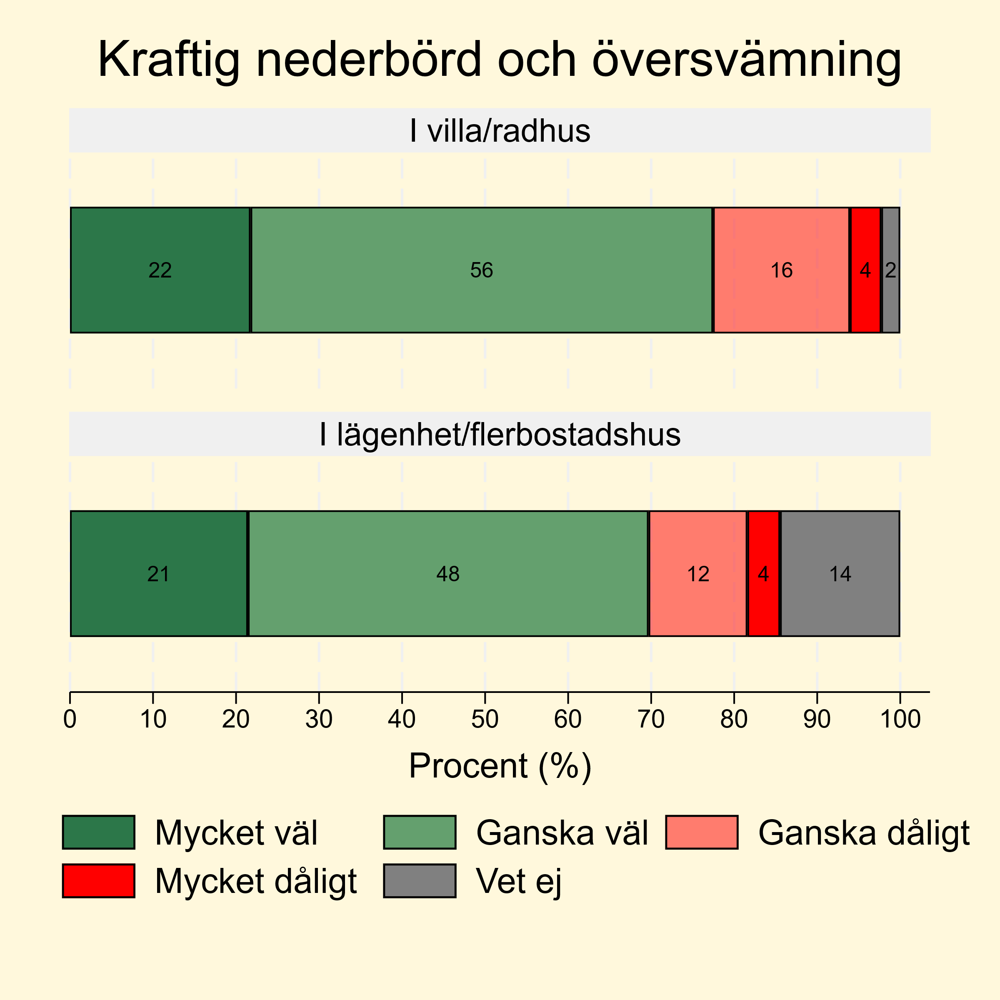 Kraftig nederbörd och översvämning
I villa/radhus
22 56 16 4 2
I lägenhet/flerbostadshus
21 48 12 4 14
0 10 20 30 40 50 60 70 80 90 100
Procent (%)
Mycket väl Ganska väl Ganska dåligt
Mycket dåligt Vet ej